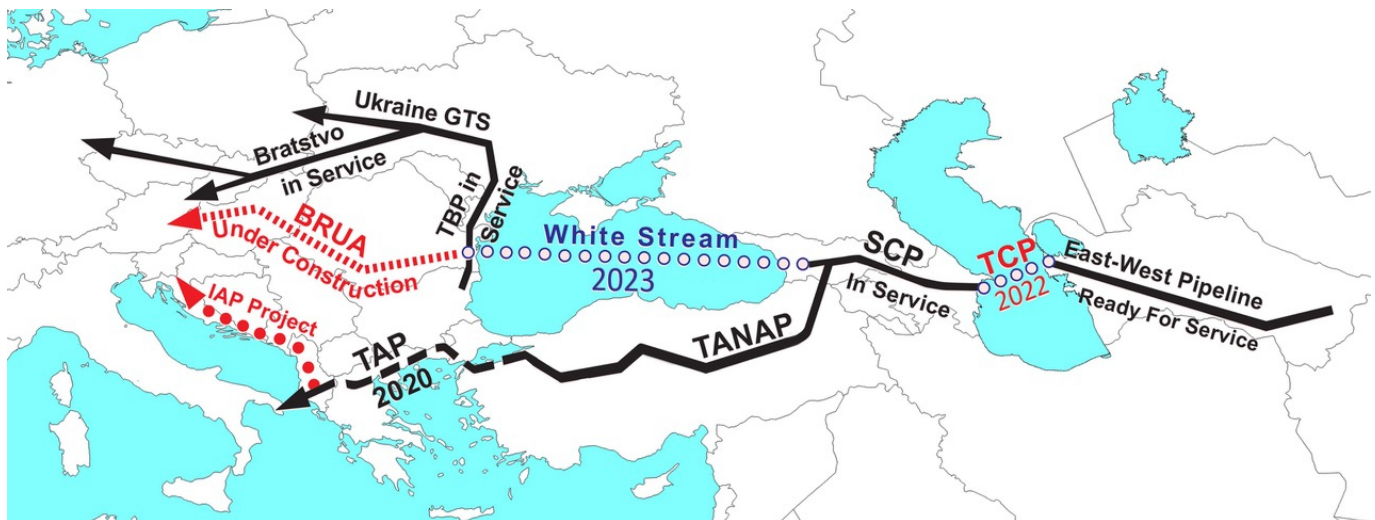 Ukraine GTS
Bratstvo
in Service
TBP in
Service
BRUA
Under Construction
White Stream
2023
SCP
In Service
TCP
2022
East-West Pipeline
Ready For Service
IAP Project
TAP
2020
TANAP